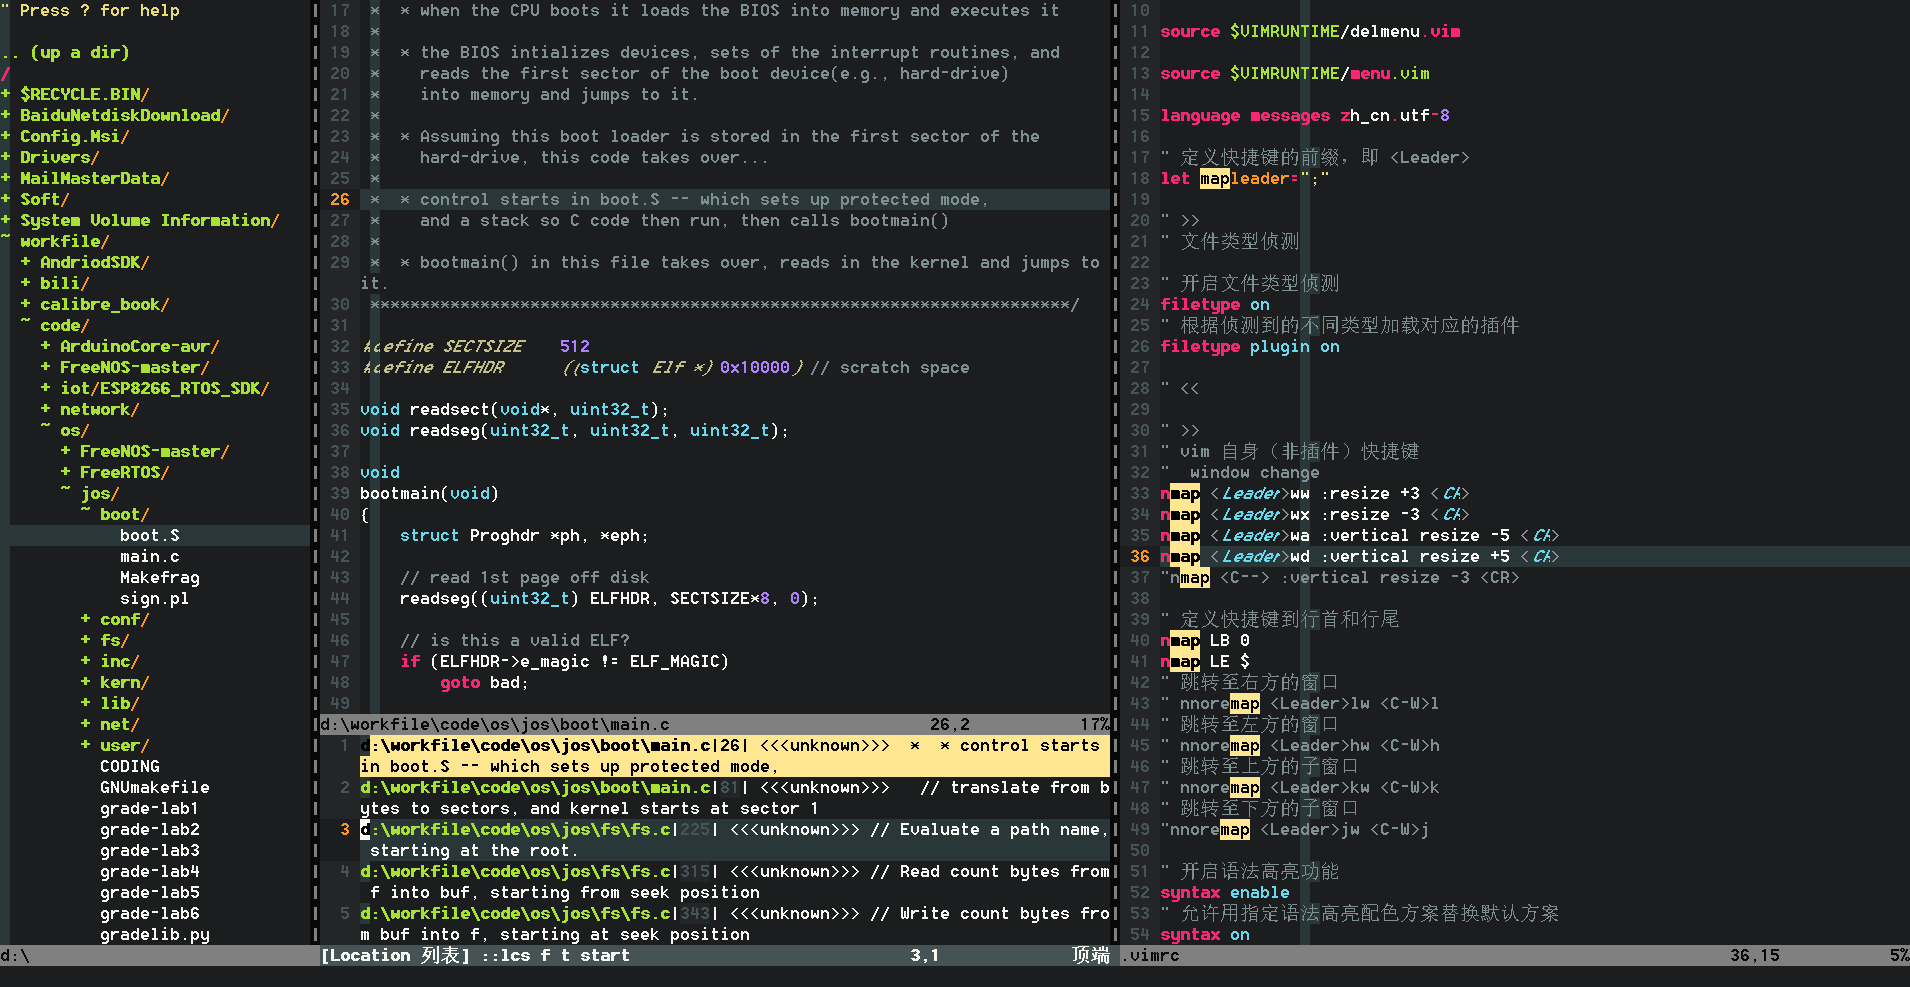 " Press ? for help
.. (up a dir)
/
+ $RECYCLE.BIN/
+ BaiduNetdiskDownload/
+ Config.Msi/
+ Drivers/
+ MailMasterData/
+ Soft/
+ System Volume Information/
~ workfile/
+ AndriodSDK/
+ bili/
+ calibre_book/
~ code/
+ ArduinoCore-avr/
+ FreeNOS-master/
+ iot/ESP8266_RTOS_SDK/
+ network/
~ os/
+ FreeNOS-master/
+ FreeRTOS/
~ jos/
~ boot/
boot.S
main.c
Makefrag
sign.pl
+ conf/
+ fs/
+ inc/
+ kern/
+ lib/
+ net/
+ user/
CODING
GNUmakefile
grade-lab1
grade-lab2
grade-lab3
grade-lab4
grade-lab5
grade-lab6
gradelib.py
d:\
17 *  * when the CPU boots it loads the BIOS into memory and executes it
18 *
19 *  * the BIOS intializes devices, sets of the interrupt routines, and
20 *    reads the first sector of the boot device(e.g., hard-drive)
21 *    into memory and jumps to it.
22 *
23 *  * Assuming this boot loader is stored in the first sector of the
24 *    hard-drive, this code takes over...
25 *
26 *  * control starts in boot.S -- which sets up protected mode,
27 *    and a stack so C code then run, then calls bootmain()
28 *
29 *  * bootmain() in this file takes over, reads in the kernel and jumps to
it.
30 **********************************************************************/
31
32 #define SECTSIZE    512
33 #define ELFHDR      ((struct Elf *) 0x10000) // scratch space
34
35 void readsect(void*, uint32_t);
36 void readseg(uint32_t, uint32_t, uint32_t);
37
38 void
39 bootmain(void)
40 {
41     struct Proghdr *ph, *eph;
42
43     // read 1st page off disk
44     readseg((uint32_t) ELFHDR, SECTSIZE*8, 0);
45
46     // is this a valid ELF?
47     if (ELFHDR->e_magic != ELF_MAGIC)
48         goto bad;
49
d:\workfile\code\os\jos\boot\main.c 26,2 17%
1 d:\workfile\code\os\jos\boot\main.c|26| <<<unknown>>>  *  * control starts
in boot.S -- which sets up protected mode,
2 d:\workfile\code\os\jos\boot\main.c|81| <<<unknown>>>   // translate from b
ytes to sectors, and kernel starts at sector 1
3 d:\workfile\code\os\jos\fs\fs.c|225| <<<unknown>>> // Evaluate a path name,
starting at the root.
4 d:\workfile\code\os\jos\fs\fs.c|315| <<<unknown>>> // Read count bytes from
f into buf, starting from seek position
5 d:\workfile\code\os\jos\fs\fs.c|343| <<<unknown>>> // Write count bytes fro
m buf into f, starting at seek position
[Location 列表] ::lcs f t start 3,1 顶端
10
11 source $VIMRUNTIME/delmenu.vim
12
13 source $VIMRUNTIME/menu.vim
14
15 language messages zh_cn.utf-8
16
17 " 定义快捷键的前缀，即 <Leader>
18 let mapleader=";"
19
20 " >>
21 " 文件类型侦测
22
23 " 开启文件类型侦测
24 filetype on
25 " 根据侦测到的不同类型加载对应的插件
26 filetype plugin on
27
28 " <<
29
30 " >>
31 " vim 自身（非插件）快捷键
32 "  window change
33 nmap <Leader>ww :resize +3 <CR>
34 nmap <Leader>wx :resize -3 <CR>
35 nmap <Leader>wa :vertical resize -5 <CR>
36 nmap <Leader>wd :vertical resize +5 <CR>
37 "nmap <C--> :vertical resize -3 <CR>
38
39 " 定义快捷键到行首和行尾
40 nmap LB 0
41 nmap LE $
42 " 跳转至右方的窗口
43 " nnoremap <Leader>lw <C-W>l
44 " 跳转至左方的窗口
45 " nnoremap <Leader>hw <C-W>h
46 " 跳转至上方的子窗口
47 " nnoremap <Leader>kw <C-W>k
48 " 跳转至下方的子窗口
49 "nnoremap <Leader>jw <C-W>j
50
51 " 开启语法高亮功能
52 syntax enable
53 " 允许用指定语法高亮配色方案替换默认方案
54 syntax on
.vimrc 36,15 5%